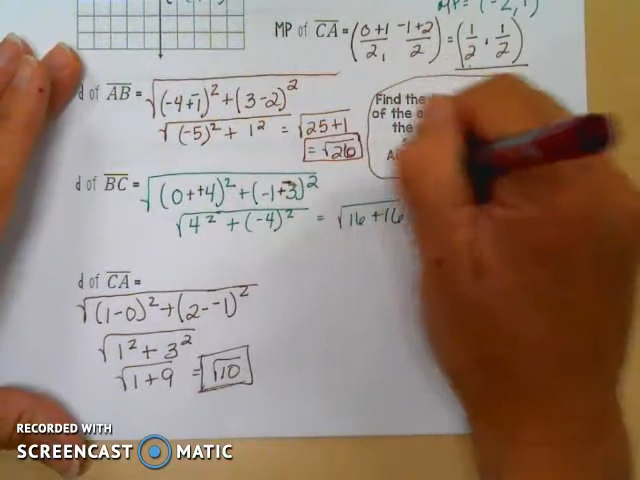 MP = (-2, 1)
MP of CA = (0+1/2, -1+2/2) = (1/2, 1/2)
d of AB = √(-4+-1)² + (3-2)²
√(-5)² + 1² = √25+1
= √26
Find the
of the
the
d of BC = √(0++4)² + (-1+-3)²
√4² + (-4)² = √16+16
d of CA =
√(1-0)² + (2--1)²
√1² + 3²
√1+9 = √10
RECORDED WITH
SCREENCAST MATIC